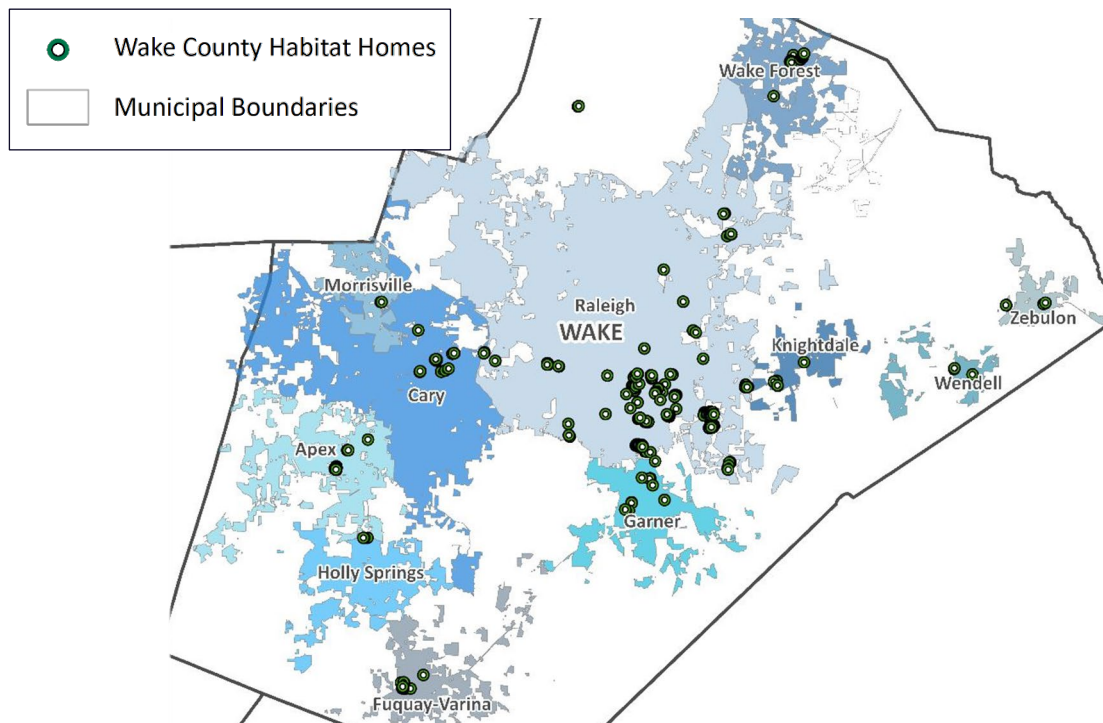 Wake County Habitat Homes
Municipal Boundaries
Wake Forest
Morrisville
Raleigh
WAKE
Zebulon
Knightdale
Wendell
Cary
Apex
Garner
Holly Springs
Fuquay-Varina